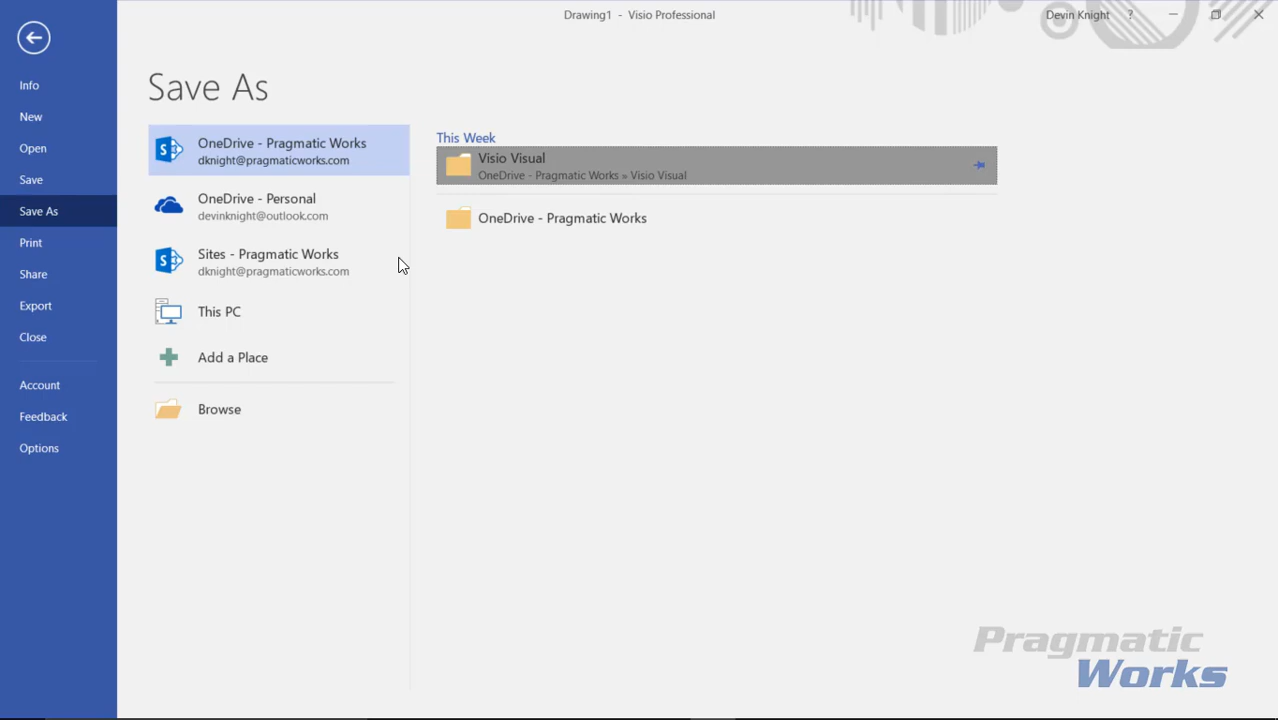 Drawing1 - Visio Professional
Devin Knight
?
Info
New
Open
Save
Save As
Print
Share
Export
Close
Account
Feedback
Options
Save As
OneDrive - Pragmatic Works
dknight@pragmaticworks.com
OneDrive - Personal
devinknight@outlook.com
Sites - Pragmatic Works
dknight@pragmaticworks.com
This PC
Add a Place
Browse
This Week
Visio Visual
OneDrive - Pragmatic Works » Visio Visual
OneDrive - Pragmatic Works
Pragmatic
Works